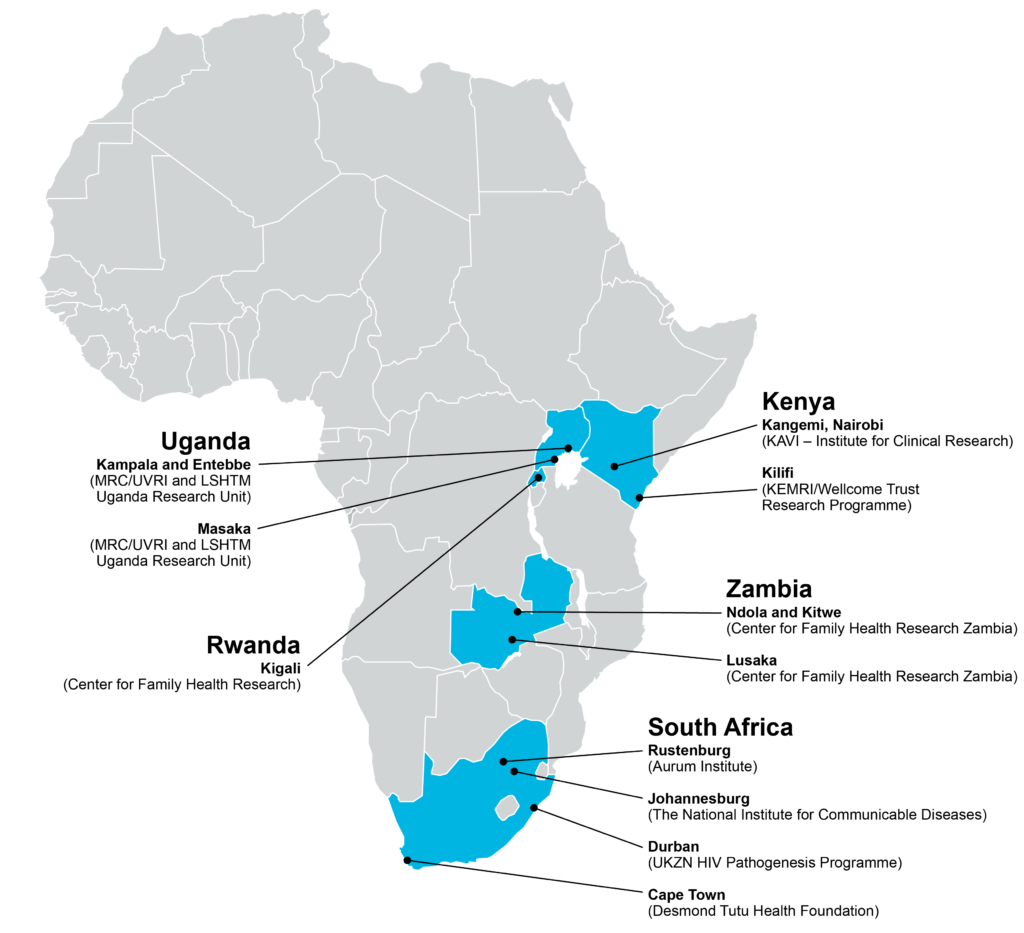 Kenya
Kangemi, Nairobi
(KAVI – Institute for Clinical Research)
Kilifi
(KEMRI/Wellcome Trust
Research Programme)
Uganda
Kampala and Entebbe
(MRC/UVRI and LSHTM
Uganda Research Unit)
Masaka
(MRC/UVRI and LSHTM
Uganda Research Unit)
Zambia
Ndola and Kitwe
(Center for Family Health Research Zambia)
Lusaka
(Center for Family Health Research Zambia)
Rwanda
Kigali
(Center for Family Health Research)
South Africa
Rustenburg
(Aurum Institute)
Johannesburg
(The National Institute for Communicable Diseases)
Durban
(UKZN HIV Pathogenesis Programme)
Cape Town
(Desmond Tutu Health Foundation)